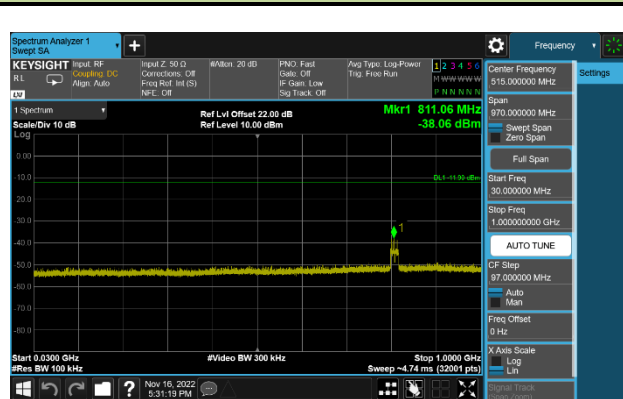 Spectrum Analyzer 1
Swept SA
+
Frequency
KEYSIGHT
RL
LXI
Input: RF
Coupling: DC
Align: Auto
Input Z: 50 Ω
Corrections: Off
Freq Ref: Int (S)
NFE: Off
#Atten: 20 dB
PNO: Fast
Gate: Off
IF Gain: Low
Sig Track: Off
Avg Type: Log-Power
Trig: Free Run
1 2 3 4 5 6
M W W W W W
P N N N N N
Center Frequency
515.000000 MHz
Settings
1 Spectrum
Scale/Div 10 dB
Log
Ref Lvl Offset 22.00 dB
Ref Level 10.00 dBm
Mkr1 811.06 MHz
-38.06 dBm
Span
970.000000 MHz
Swept Span
Zero Span
Full Span
Start Freq
30.000000 MHz
Stop Freq
1.000000000 GHz
AUTO TUNE
CF Step
97.000000 MHz
Auto
Man
Freq Offset
0 Hz
X Axis Scale
Log
Lin
Signal Track
0.00
-10.0
-20.0
-30.0
-40.0
-50.0
-60.0
-70.0
-80.0
1
Start 0.0300 GHz
#Res BW 100 kHz
#Video BW 300 kHz
Stop 1.0000 GHz
Sweep ~4.74 ms (32001 pts)
?
Nov 16, 2022
5:31:19 PM